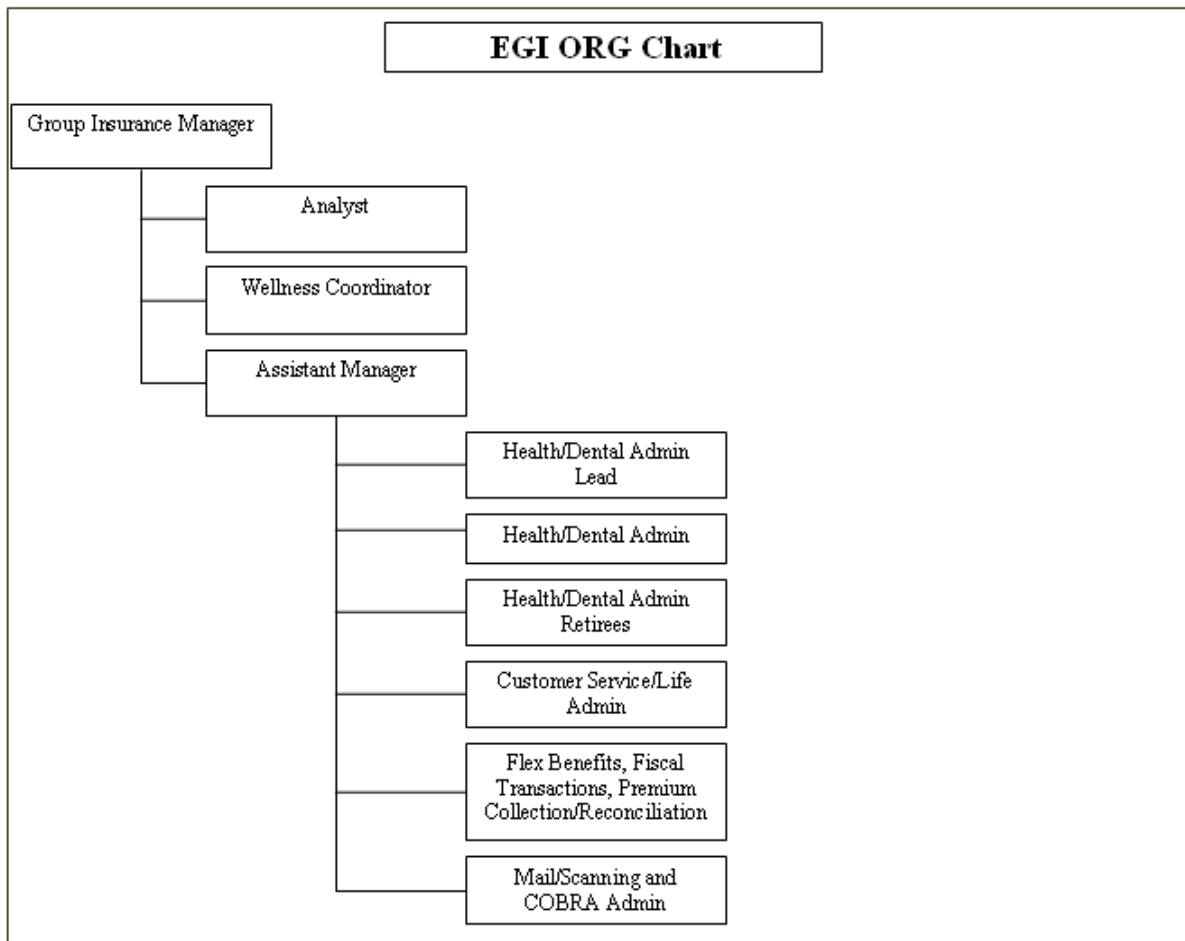 EGI ORG Chart
Group Insurance Manager
Analyst
Wellness Coordinator
Assistant Manager
Health/Dental Admin
Lead
Health/Dental Admin
Health/Dental Admin
Retirees
Customer Service/Life
Admin
Flex Benefits, Fiscal
Transactions, Premium
Collection/Reconciliation
Mail/Scanning and
COBRA Admin